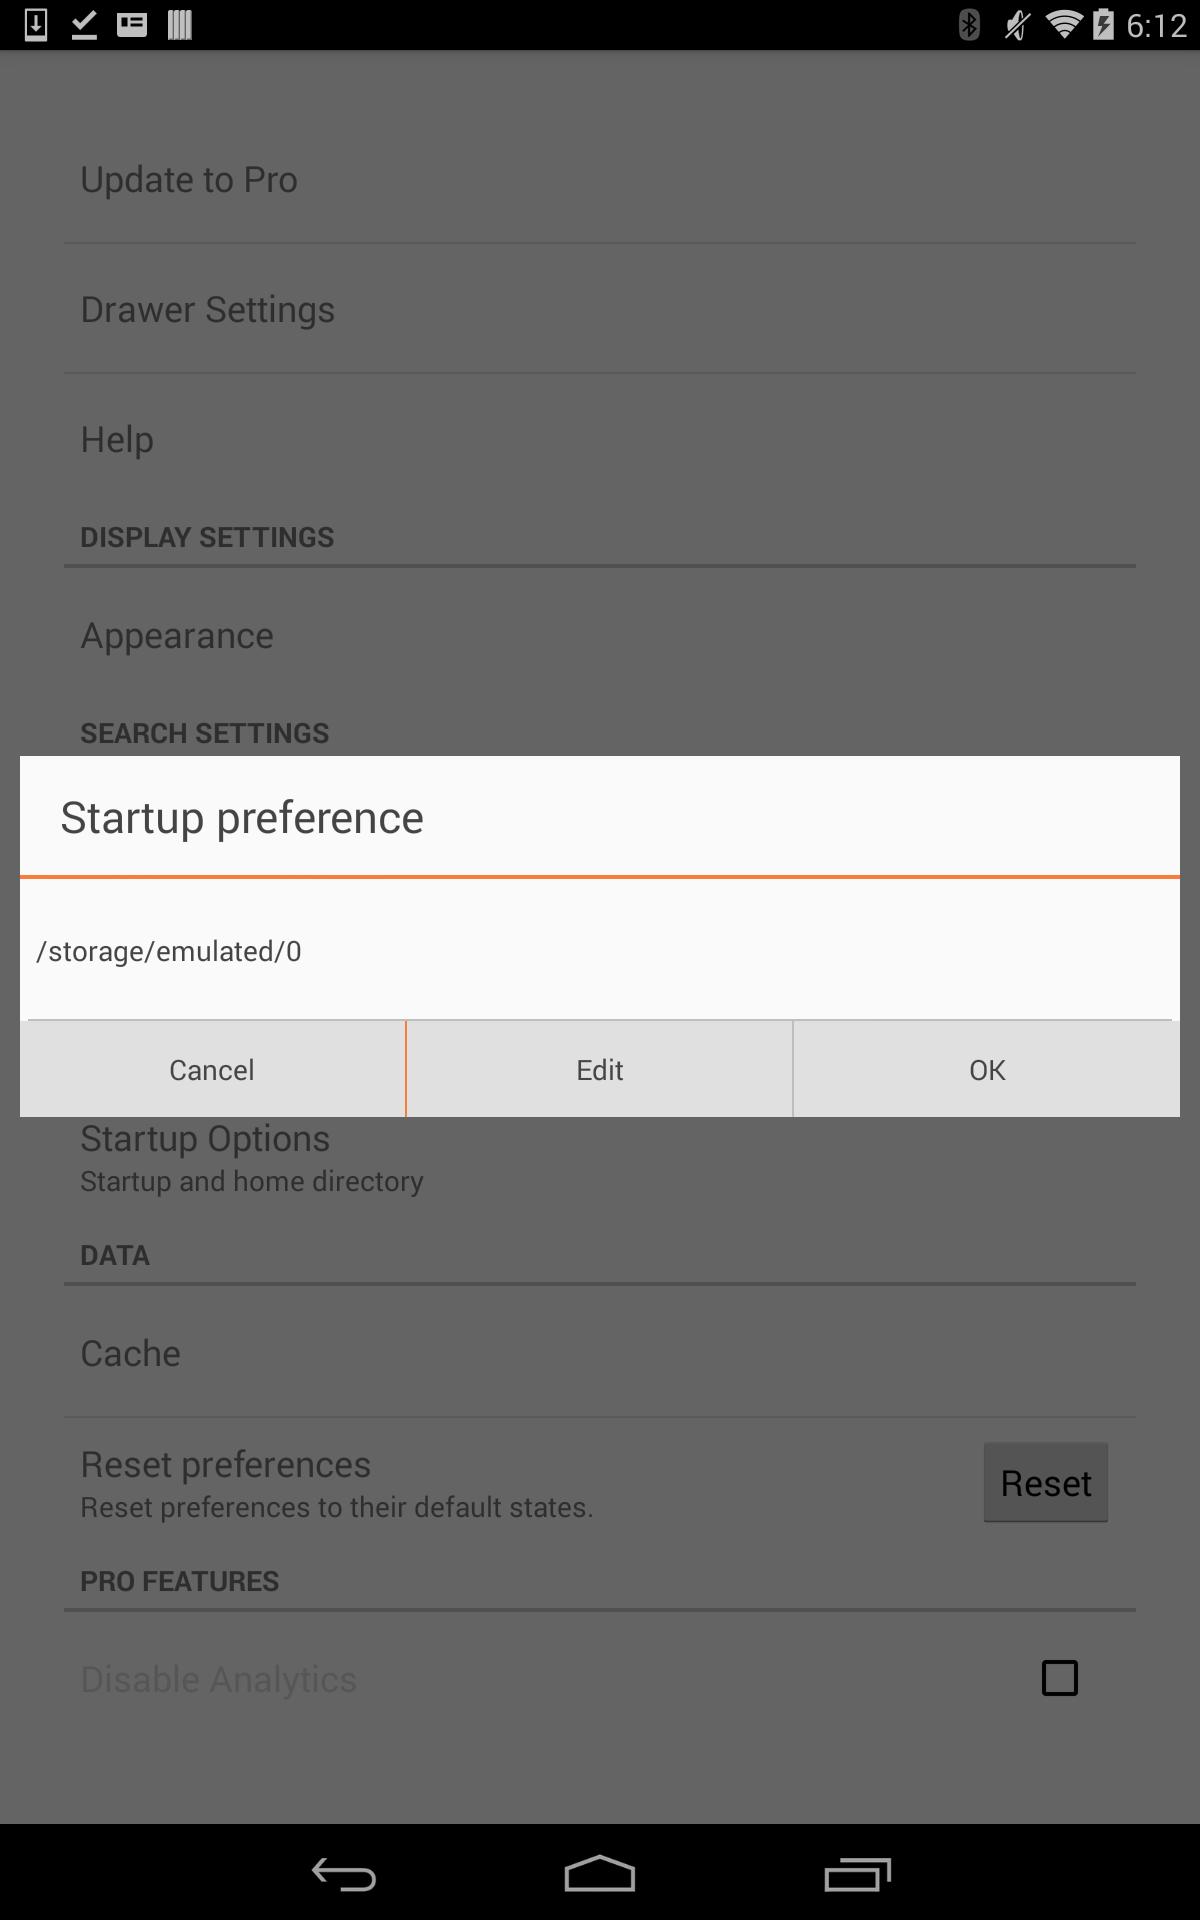 6:12
Update to Pro
Drawer Settings
Help
DISPLAY SETTINGS
Appearance
SEARCH SETTINGS
Startup preference
/storage/emulated/0
Cancel Edit OK
Startup Options
Startup and home directory
DATA
Cache
Reset preferences
Reset preferences to their default states.
Reset
PRO FEATURES
Disable Analytics